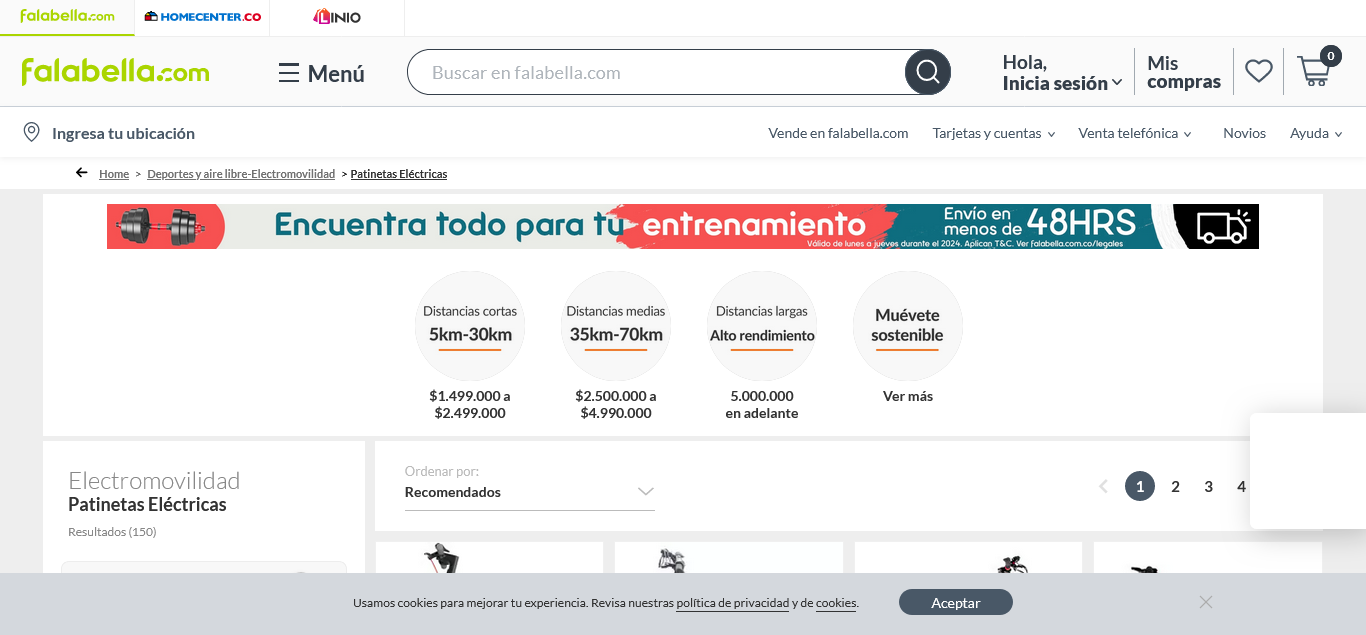 falabella.com HOMECENTER.CO LINIO
falabella.com Menú Buscar en falabella.com Hola, Inicia sesión Mis compras 0
Ingresa tu ubicación Vende en falabella.com Tarjetas y cuentas Venta telefónica Novios Ayuda
Home > Deportes y aire libre-Electromovilidad > Patinetas Eléctricas
Encuentra todo para tu entrenamiento
Envío en menos de 48HRS
Válido de lunes a jueves durante el 2024. Aplican T&C. Ver falabella.com.co/legales
Distancias cortas
5km-30km
$1.499.000 a
$2.499.000
Distancias medias
35km-70km
$2.500.000 a
$4.990.000
Distancias largas
Alto rendimiento
5.000.000
en adelante
Muévete
sostenible
Ver más
Electromovilidad
Patinetas Eléctricas
Resultados (150)
Ordenar por:
Recomendados
1 2 3 4
Usamos cookies para mejorar tu experiencia. Revisa nuestras política de privacidad y de cookies.
Aceptar